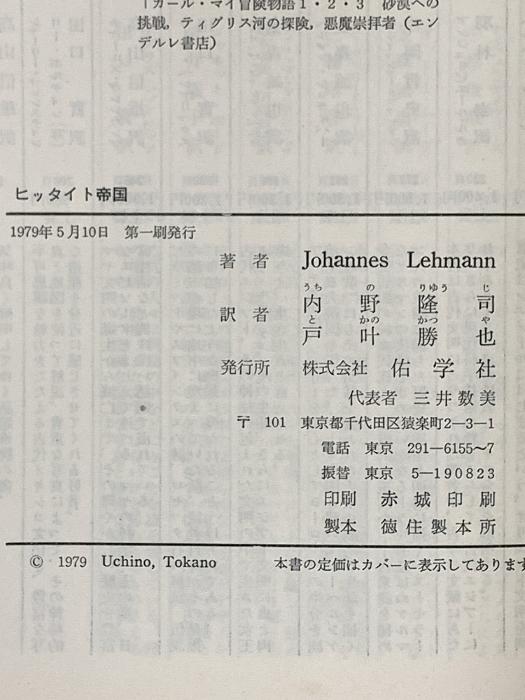 「カール・マイ冒険物語1・2・3 砂漠への
挑戦，ティグリス河の探険，悪魔崇拝者（エン
デルレ書店）
ヒッタイト帝国
1979年5月10日 第一刷発行
著者 Johannes Lehmann
うち の りゆう じ
訳者 内野隆司
と かのう かつ や
戸叶勝也
発行所 株式会社 佑学社
代表者 三井数美
〒 101 東京都千代田区猿楽町2―3―1
電話 東京 291―6155～7
振替 東京 5―190823
印刷 赤城印刷
製本 徳住製本所
© 1979 Uchino, Tokano 本書の定価はカバーに表示してあります